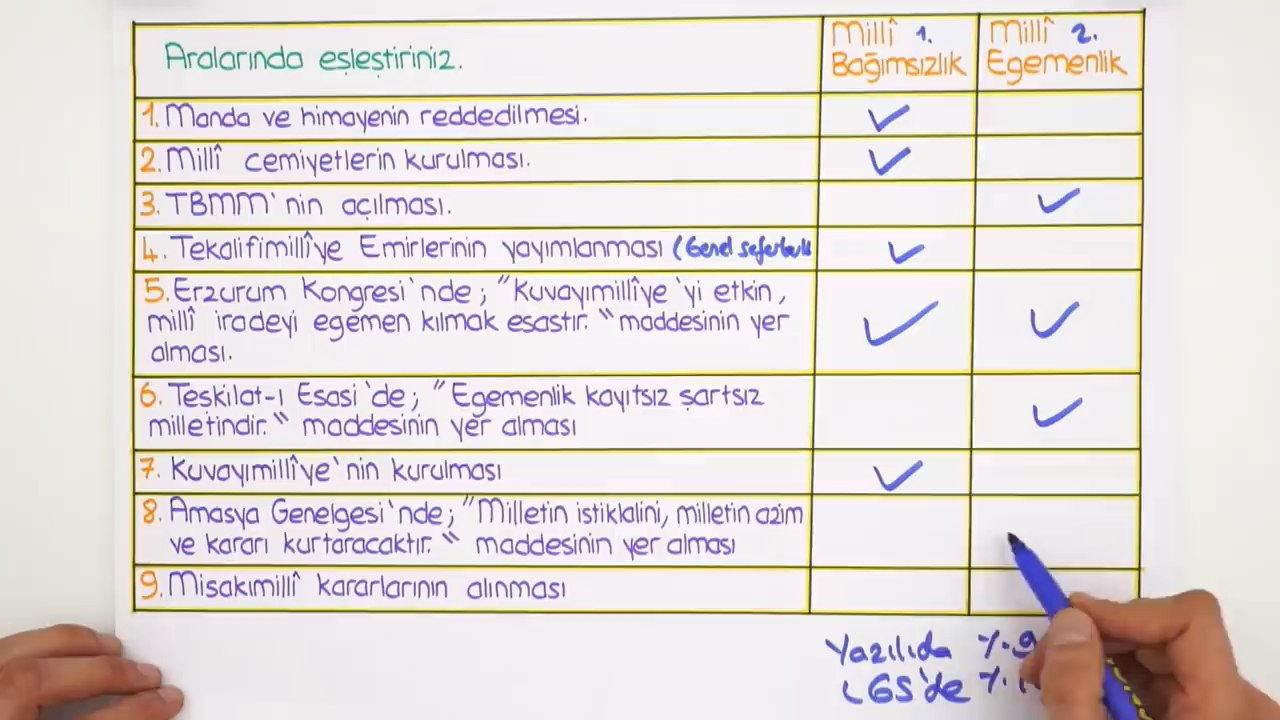 Aralarında eşleştiriniz.
Millî 1.
Bağımsızlık
Millî 2.
Egemenlik
1. Manda ve himayenin reddedilmesi.
2. Millî cemiyetlerin kurulması.
3. TBMM'nin açılması.
4. Tekalifimillîye Emirlerinin yayımlanması (Genel
5. Erzurum Kongresi'nde; "Kuvayımillîye'yi etkin,
millî iradeyi egemen kılmak esastır." maddesinin yer
alması.
6. Teşkilat-ı Esasi'de; "Egemenlik kayıtsız şartsız
milletindir." maddesinin yer alması
7. Kuvayımillîye'nin kurulması
8. Amasya Genelgesi'nde; "Milletin istiklalini, milletin azim
ve kararı kurtaracaktır." maddesinin yer alması
9. Misakımillî kararlarının alınması
Yazılıda
LGS'de